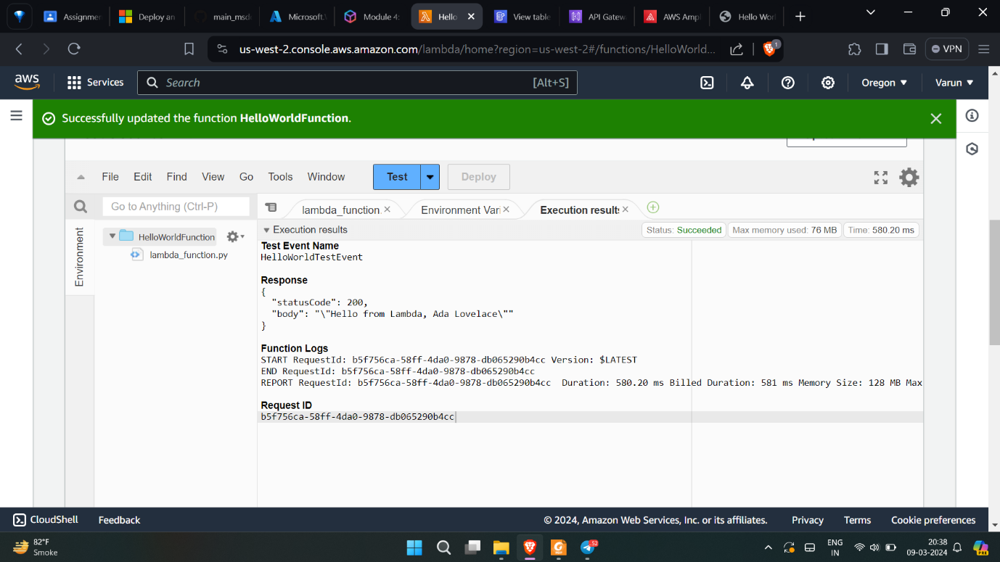 Assignmen
Deploy an
main_msd
Microsoft.
Module 4:
Hello
View table
API Gatew
AWS Ampl
Hello Worl
us-west-2.console.aws.amazon.com/lambda/home?region=us-west-2#/functions/HelloWorld...
1
VPN
aws
Services
Search
[Alt+S]
Oregon
Varun
Successfully updated the function HelloWorldFunction.
File Edit Find View Go Tools Window
Test
Deploy
Go to Anything (Ctrl-P)
lambda_function.
Environment Vari
Execution results
Environment
HelloWorldFunction
lambda_function.py
Execution results
Status: Succeeded
Max memory used: 76 MB
Time: 580.20 ms
Test Event Name
HelloWorldTestEvent
Response
{
"statusCode": 200,
"body": "\"Hello from Lambda, Ada Lovelace\""
}
Function Logs
START RequestId: b5f756ca-58ff-4da0-9878-db065290b4cc Version: $LATEST
END RequestId: b5f756ca-58ff-4da0-9878-db065290b4cc
REPORT RequestId: b5f756ca-58ff-4da0-9878-db065290b4cc Duration: 580.20 ms Billed Duration: 581 ms Memory Size: 128 MB Max
Request ID
b5f756ca-58ff-4da0-9878-db065290b4cc
CloudShell
Feedback
© 2024, Amazon Web Services, Inc. or its affiliates.
Privacy
Terms
Cookie preferences
82°F
Smoke
52
ENG
IN
20:38
09-03-2024
PRE